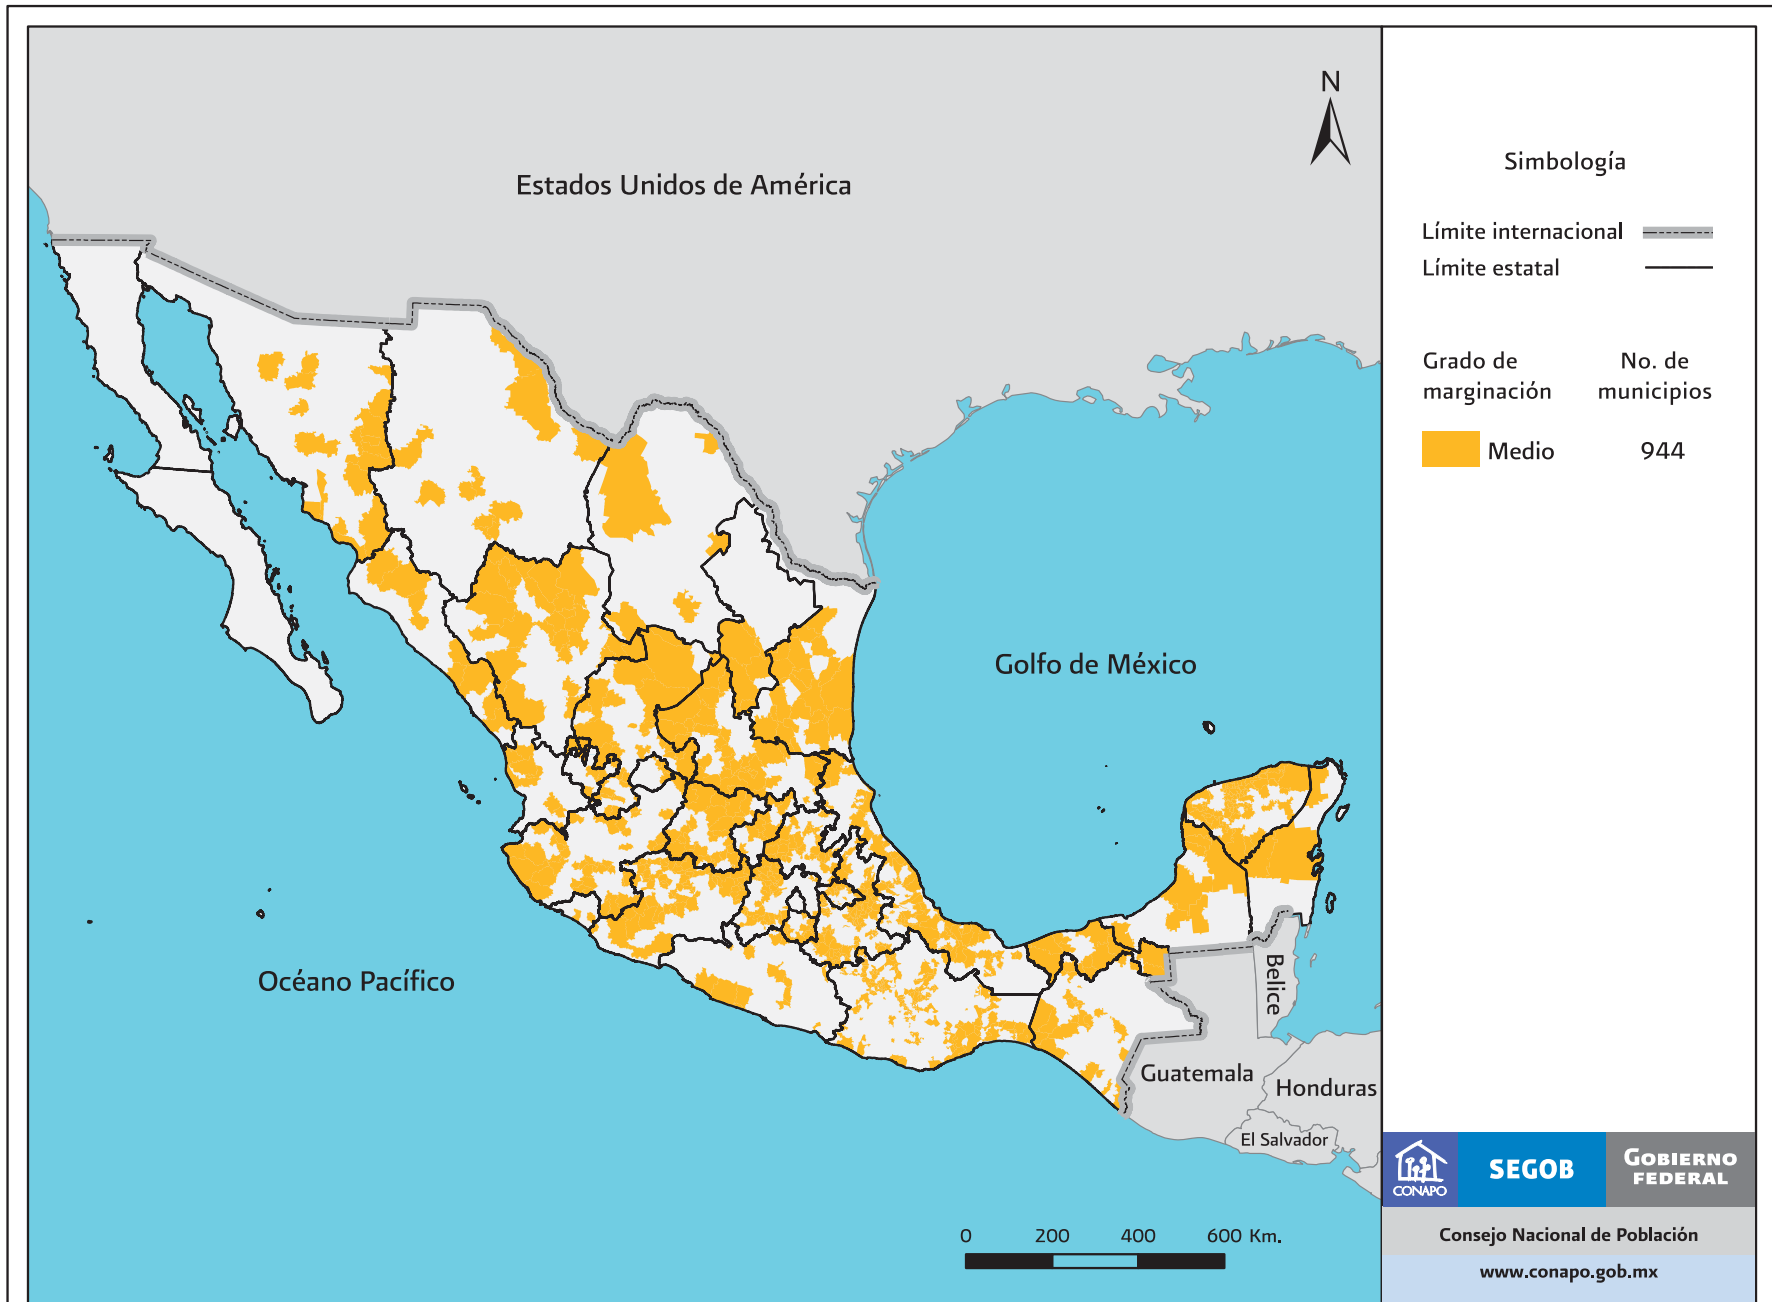 N
Estados Unidos de América
Golfo de México
Océano Pacífico
Belice
Guatemala
Honduras
El Salvador
0 200 400 600 Km.
Simbología
Límite internacional
Límite estatal
Grado de No. de
marginación municipios
Medio 944
CONAPO
SEGOB
GOBIERNO
FEDERAL
Consejo Nacional de Población
www.conapo.gob.mx